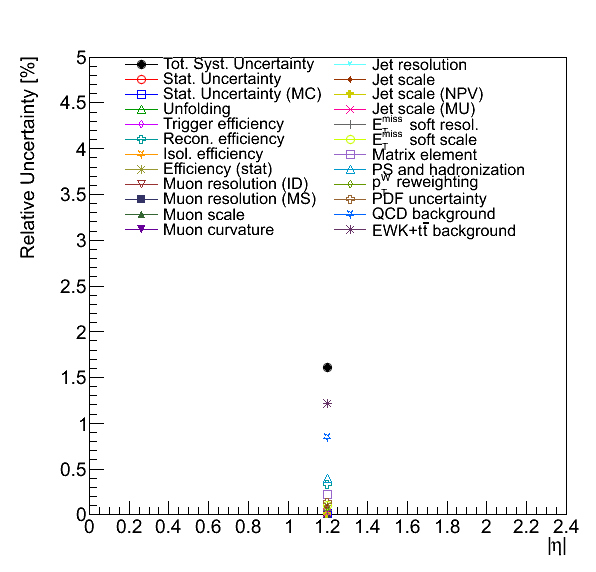 Relative Uncertainty [%]
5
4.5
4
3.5
3
2.5
2
1.5
1
0.5
0
Tot. Syst. Uncertainty
Stat. Uncertainty
Stat. Uncertainty (MC)
Unfolding
Trigger efficiency
Recon. efficiency
Isol. efficiency
Efficiency (stat)
Muon resolution (ID)
Muon resolution (MS)
Muon scale
Muon curvature
Jet resolution
Jet scale
Jet scale (NPV)
Jet scale (MU)
E_T^miss soft resol.
E_T^miss soft scale
Matrix element
PS and hadronization
p_T^W reweighting
PDF uncertainty
QCD background
EWK+tt̄ background
0 0.2 0.4 0.6 0.8 1 1.2 1.4 1.6 1.8 2 2.2 2.4
|η|